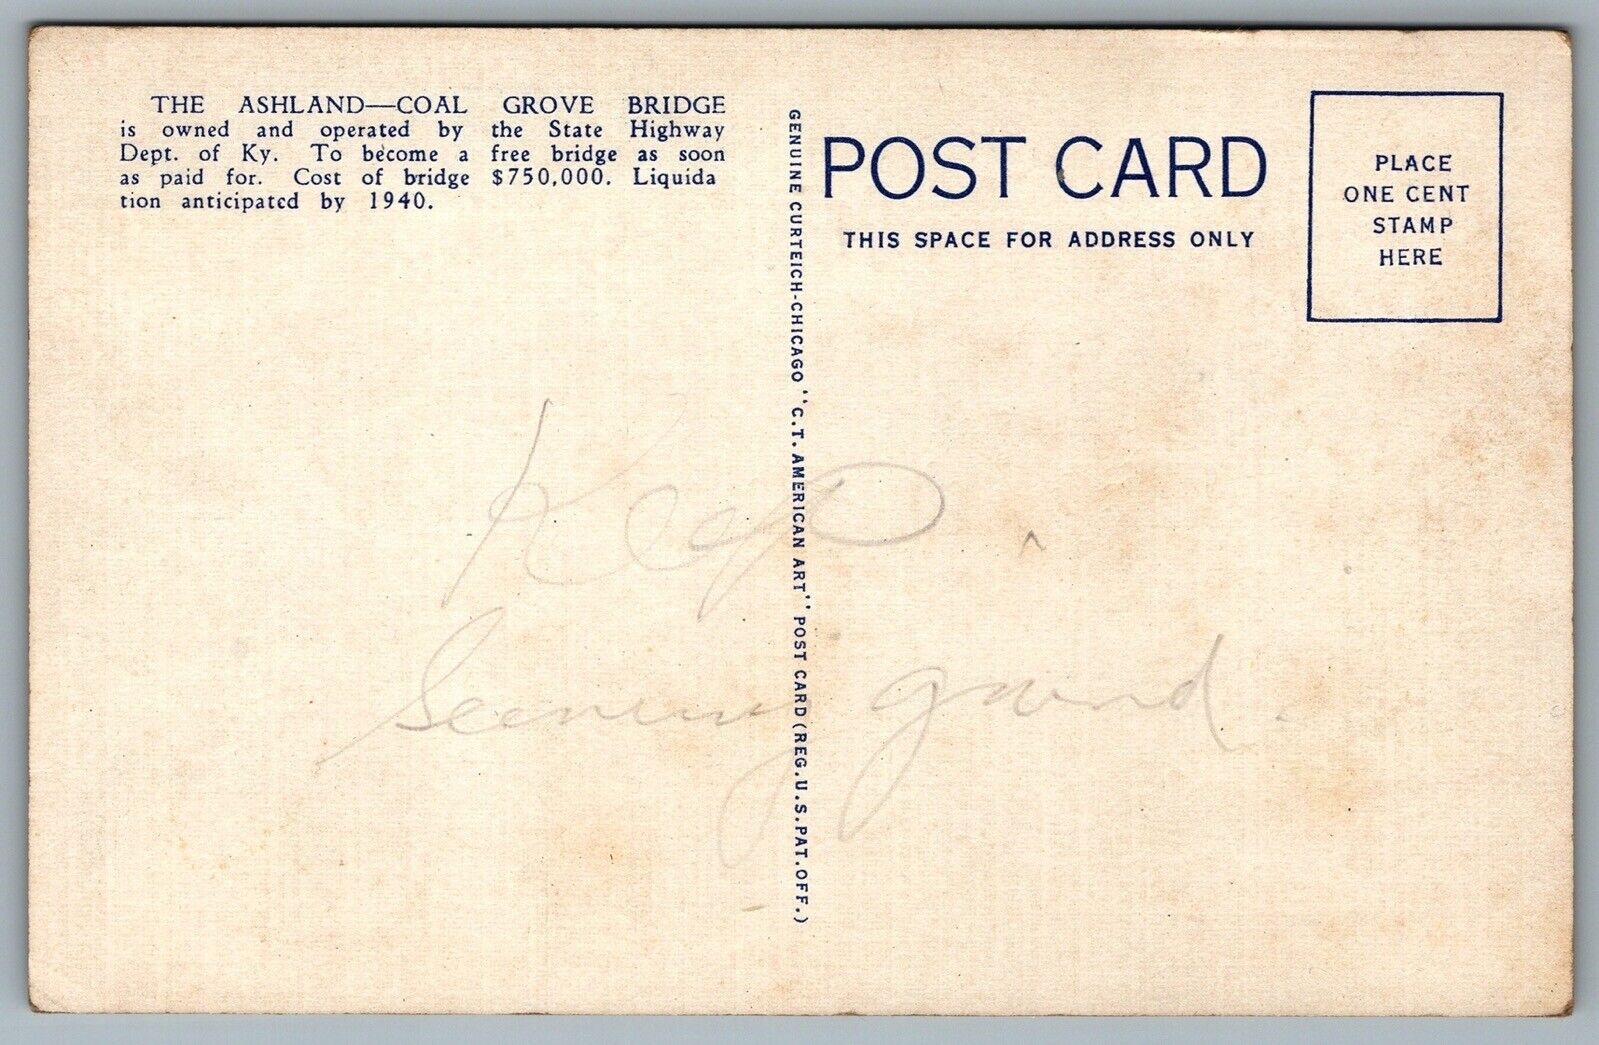 THE ASHLAND—COAL GROVE BRIDGE
is owned and operated by the State Highway
Dept. of Ky. To become a free bridge as soon
as paid for. Cost of bridge $750,000. Liquida
tion anticipated by 1940.
GENUINE CURTEICH-CHICAGO "C.T. AMERICAN ART" POST CARD (REG. U.S. PAT. OFF.)
POST CARD
THIS SPACE FOR ADDRESS ONLY
PLACE
ONE CENT
STAMP
HERE
Keep